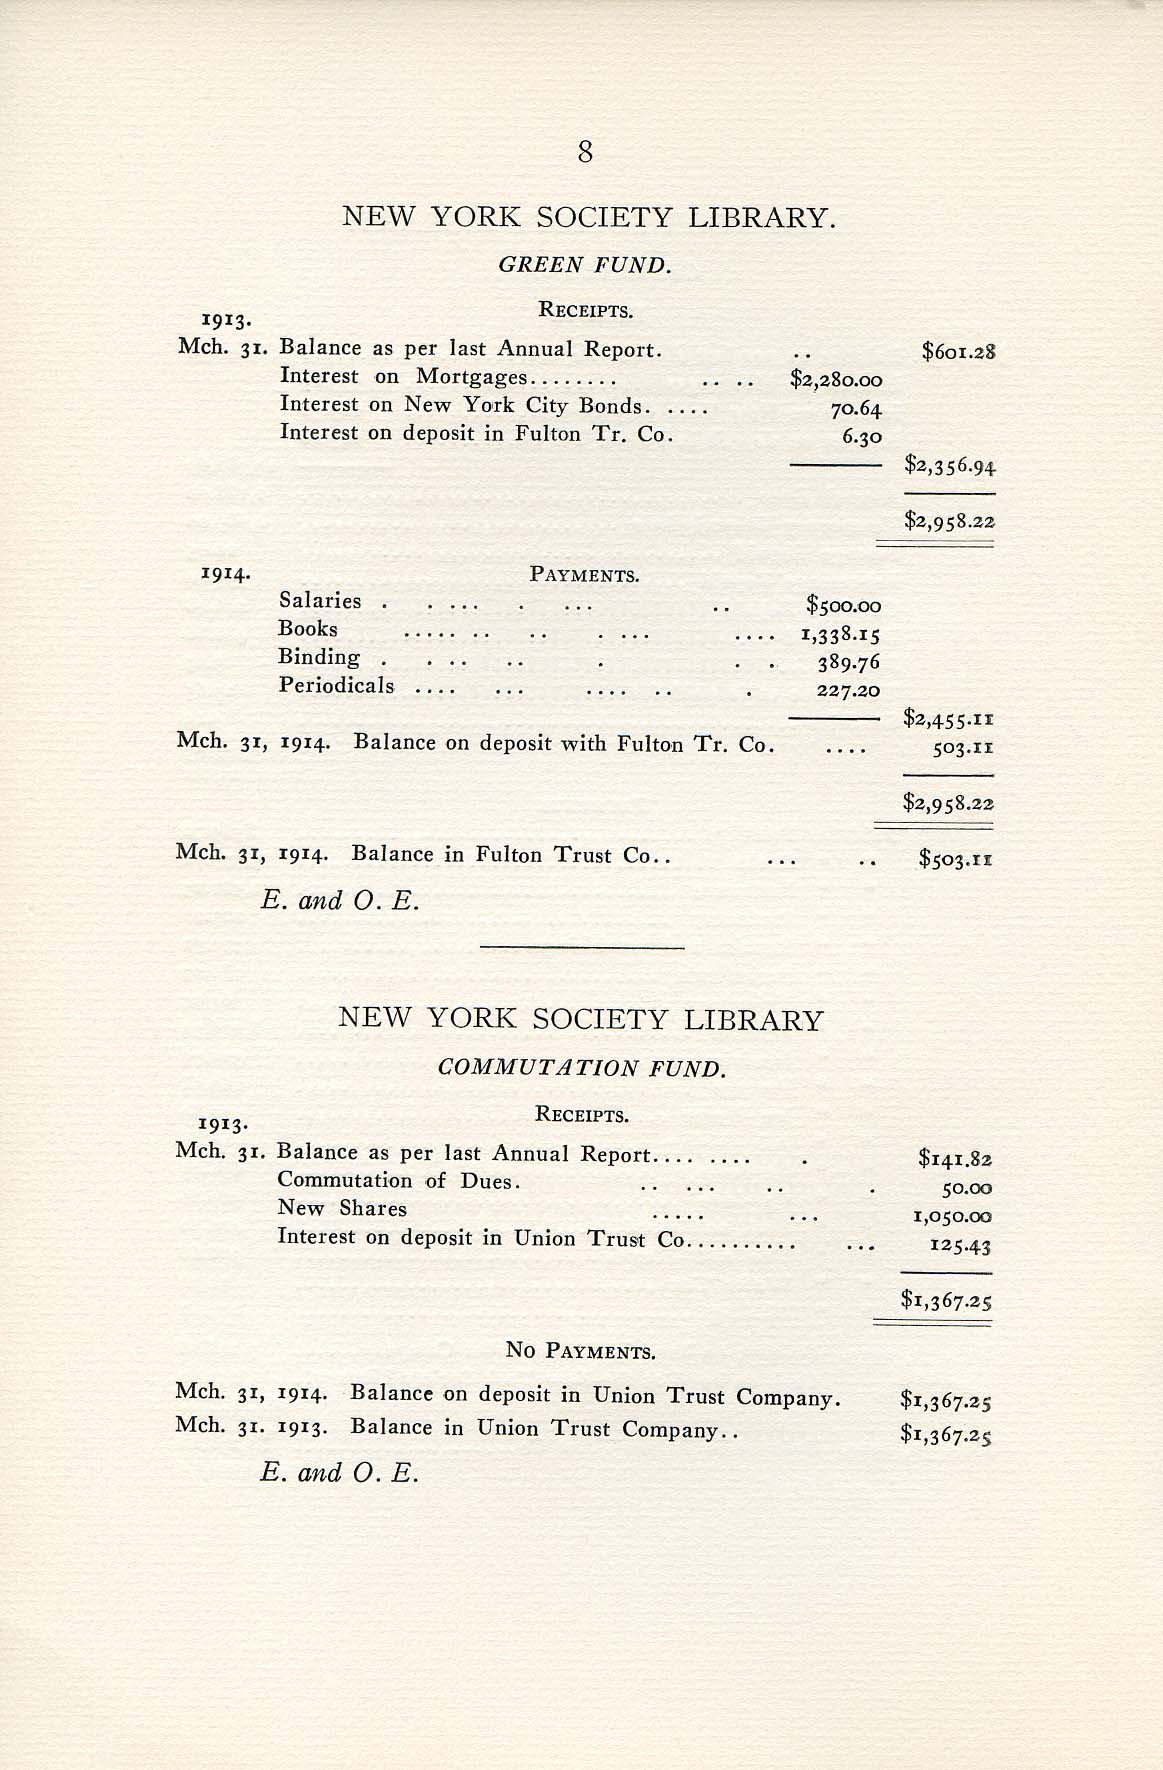 8
NEW YORK SOCIETY LIBRARY.
GREEN FUND.
RECEIPTS.
1913.
Mch. 31. Balance as per last Annual Report. .. $601.28
Interest on Mortgages........ .. .. $2,280.00
Interest on New York City Bonds. .... 70.64
Interest on deposit in Fulton Tr. Co. 6.30
$2,356.94
$2,958.22
1914. PAYMENTS.
Salaries . . ... . ... .. $500.00
Books ..... .. .. . ... .... 1,338.15
Binding . . .. .. . . . 389.76
Periodicals .... ... .... .. . 227.20
$2,455.11
Mch. 31, 1914. Balance on deposit with Fulton Tr. Co. .... 503.11
$2,958.22
Mch. 31, 1914. Balance in Fulton Trust Co.. ... .. $503.11
E. and O. E.
NEW YORK SOCIETY LIBRARY
COMMUTATION FUND.
RECEIPTS.
1913.
Mch. 31. Balance as per last Annual Report.... .... . $141.82
Commutation of Dues. .. ... .. . 50.00
New Shares ..... ... 1,050.00
Interest on deposit in Union Trust Co.......... ... 125.43
$1,367.25
NO PAYMENTS.
Mch. 31, 1914. Balance on deposit in Union Trust Company. $1,367.25
Mch. 31. 1913. Balance in Union Trust Company.. $1,367.25
E. and O. E.